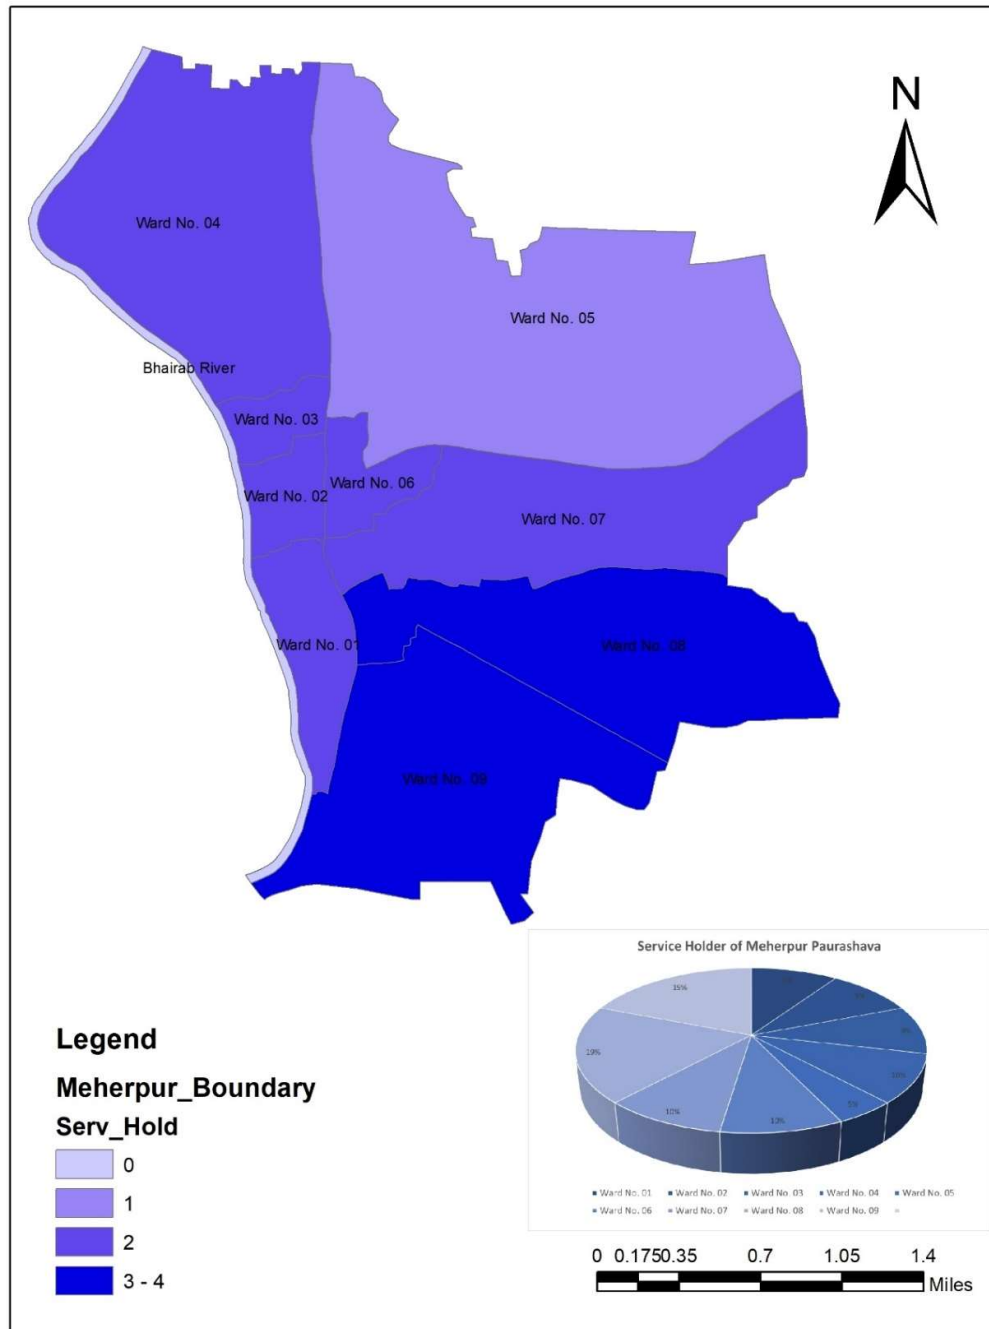 N
Ward No. 04
Ward No. 05
Bhairab River
Ward No. 03
Ward No. 06
Ward No. 02
Ward No. 07
Ward No. 01
Ward No. 08
Ward No. 09
Service Holder of Meherpur Paurashava
19%
10%
5%
■ Ward No. 01 ■ Ward No. 02 ■ Ward No. 03 ■ Ward No. 04 ■ Ward No. 05
■ Ward No. 06 ■ Ward No. 07 ■ Ward No. 08 ■ Ward No. 09
Legend
Meherpur_Boundary
Serv_Hold
0
1
2
3 - 4
0 0.175 0.35 0.7 1.05 1.4
Miles